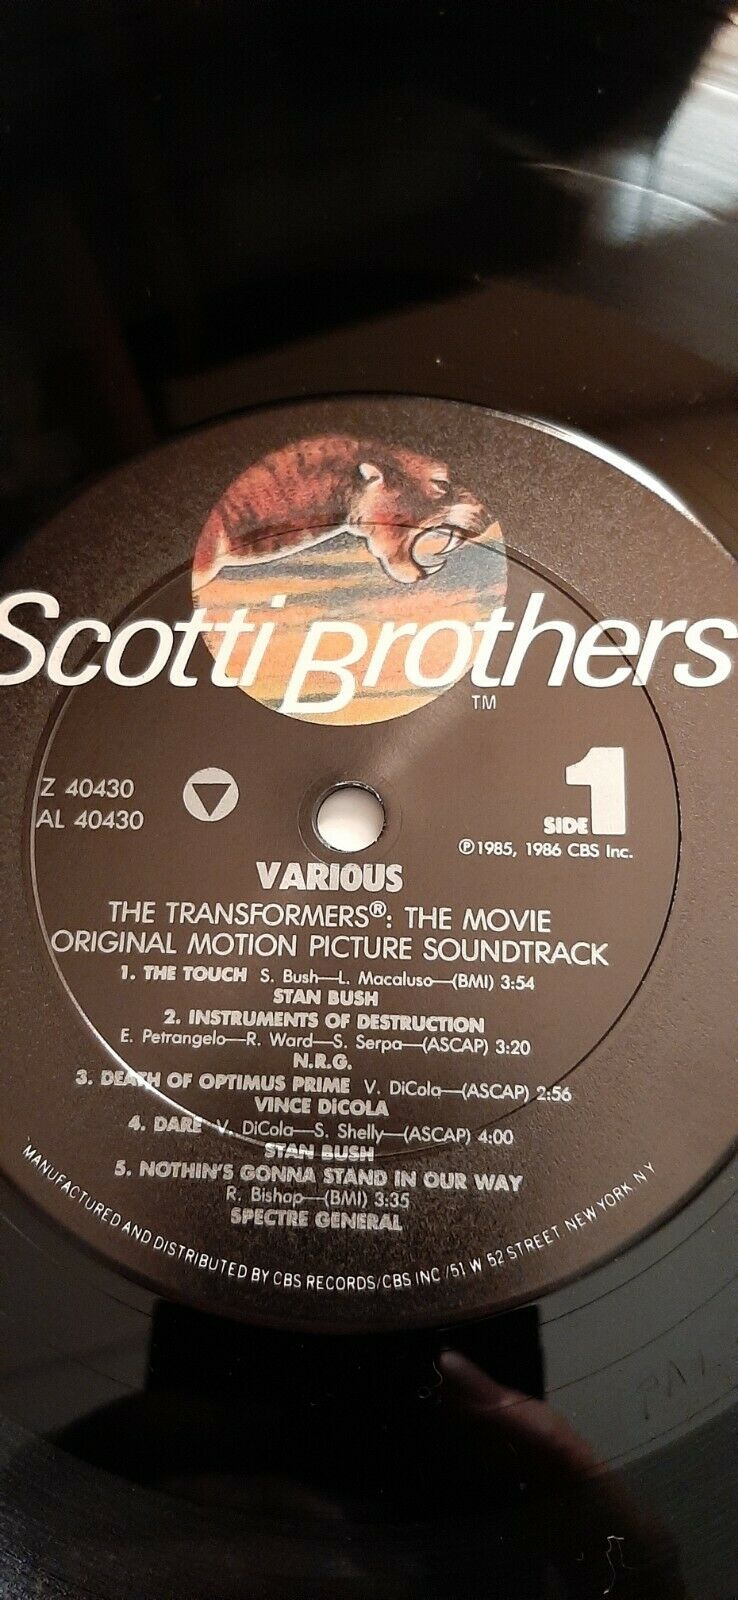 Scotti Brothers
TM
Z 40430
AL 40430
SIDE 1
℗1985, 1986 CBS Inc.
VARIOUS
THE TRANSFORMERS®: THE MOVIE
ORIGINAL MOTION PICTURE SOUNDTRACK
1. THE TOUCH S. Bush—L. Macaluso—(BMI) 3:54
STAN BUSH
2. INSTRUMENTS OF DESTRUCTION
E. Petrangelo—R. Ward—S. Serpa—(ASCAP) 3:20
N.R.G.
3. DEATH OF OPTIMUS PRIME V. DiCola—(ASCAP) 2:56
VINCE DiCOLA
4. DARE V. DiCola—S. Shelly—(ASCAP) 4:00
STAN BUSH
5. NOTHIN'S GONNA STAND IN OUR WAY
R. Bishop—(BMI) 3:35
SPECTRE GENERAL
MANUFACTURED AND DISTRIBUTED BY CBS RECORDS/CBS INC /51 W 52 STREET, NEW YORK, N Y